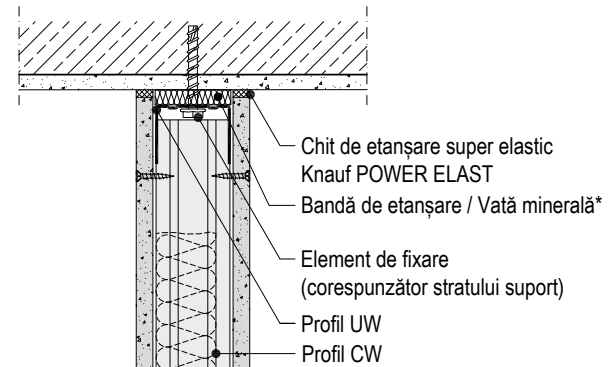 Chit de etanșare super elastic
Knauf POWER ELAST
Bandă de etanșare / Vată minerală*
Element de fixare
(corespunzător stratului suport)
Profil UW
Profil CW